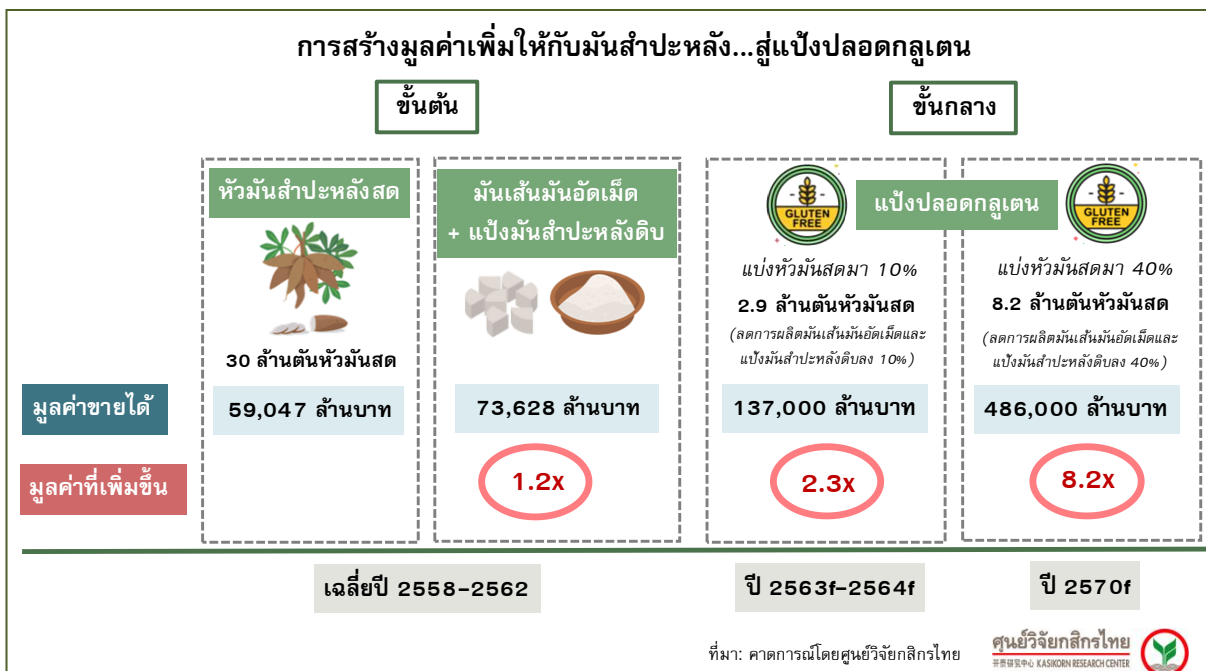 การสร้างมูลค่าเพิ่มให้กับมันสำปะหลัง...สู่แป้งปลอดกลูเตน
ขั้นต้น
ขั้นกลาง
หัวมันสำปะหลังสด
30 ล้านตันหัวมันสด
มันเส้นมันอัดเม็ด
+ แป้งมันสำปะหลังดิบ
แป้งปลอดกลูเตน
GLUTEN
FREE
แบ่งหัวมันสดมา 10%
2.9 ล้านตันหัวมันสด
(ลดการผลิตมันเส้นมันอัดเม็ดและ
แป้งมันสำปะหลังดิบลง 10%)
GLUTEN
FREE
แบ่งหัวมันสดมา 40%
8.2 ล้านตันหัวมันสด
(ลดการผลิตมันเส้นมันอัดเม็ดและ
แป้งมันสำปะหลังดิบลง 40%)
มูลค่าขายได้
59,047 ล้านบาท
73,628 ล้านบาท
137,000 ล้านบาท
486,000 ล้านบาท
มูลค่าที่เพิ่มขึ้น
1.2x
2.3x
8.2x
เฉลี่ยปี 2558-2562
ปี 2563f-2564f
ปี 2570f
ที่มา: คาดการณ์โดยศูนย์วิจัยกสิกรไทย
ศูนย์วิจัยกสิกรไทย
开泰研究中心 KASIKORN RESEARCH CENTER